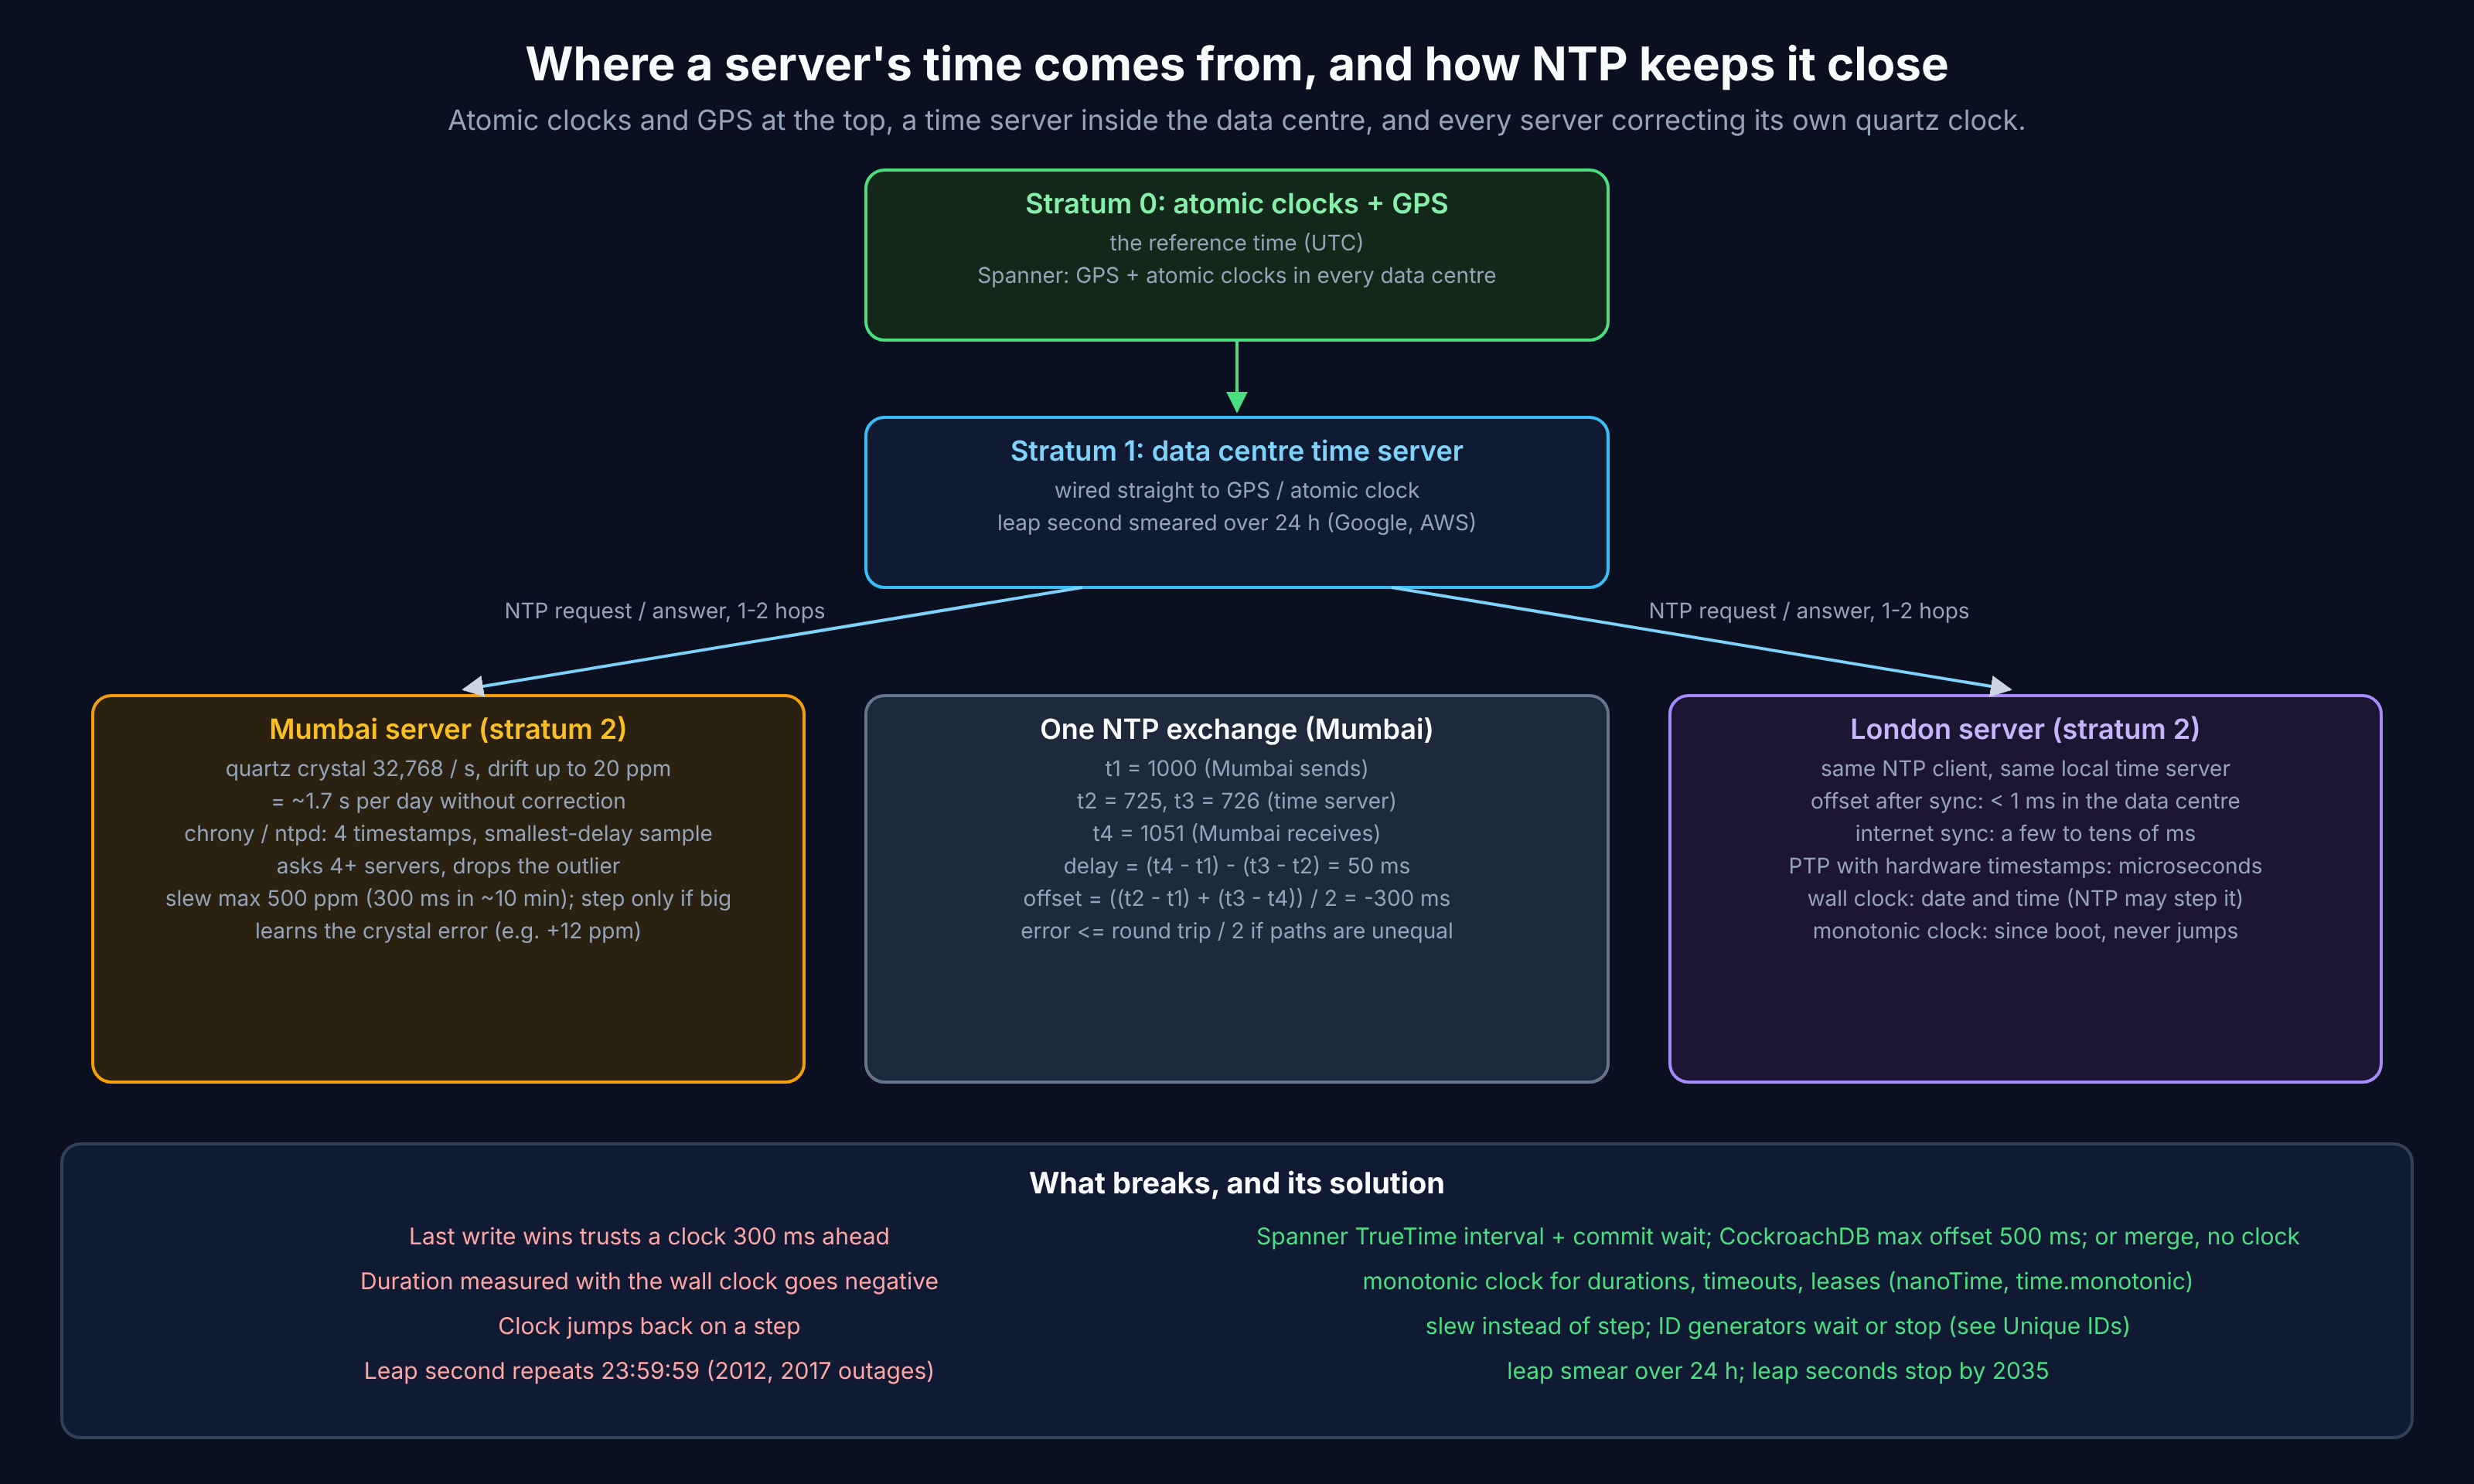 Where a server's time comes from, and how NTP keeps it close
Atomic clocks and GPS at the top, a time server inside the data centre, and every server correcting its own quartz clock.
Stratum 0: atomic clocks + GPS
the reference time (UTC)
Spanner: GPS + atomic clocks in every data centre
Stratum 1: data centre time server
wired straight to GPS / atomic clock
leap second smeared over 24 h (Google, AWS)
NTP request / answer, 1-2 hops
NTP request / answer, 1-2 hops
Mumbai server (stratum 2)
quartz crystal 32,768 / s, drift up to 20 ppm
= ~1.7 s per day without correction
chrony / ntpd: 4 timestamps, smallest-delay sample
asks 4+ servers, drops the outlier
slew max 500 ppm (300 ms in ~10 min); step only if big
learns the crystal error (e.g. +12 ppm)
One NTP exchange (Mumbai)
t1 = 1000 (Mumbai sends)
t2 = 725, t3 = 726 (time server)
t4 = 1051 (Mumbai receives)
delay = (t4 - t1) - (t3 - t2) = 50 ms
offset = ((t2 - t1) + (t3 - t4)) / 2 = -300 ms
error <= round trip / 2 if paths are unequal
London server (stratum 2)
same NTP client, same local time server
offset after sync: < 1 ms in the data centre
internet sync: a few to tens of ms
PTP with hardware timestamps: microseconds
wall clock: date and time (NTP may step it)
monotonic clock: since boot, never jumps
What breaks, and its solution
Last write wins trusts a clock 300 ms ahead
Spanner TrueTime interval + commit wait; CockroachDB max offset 500 ms; or merge, no clock
Duration measured with the wall clock goes negative
monotonic clock for durations, timeouts, leases (nanoTime, time.monotonic)
Clock jumps back on a step
slew instead of step; ID generators wait or stop (see Unique IDs)
Leap second repeats 23:59:59 (2012, 2017 outages)
leap smear over 24 h; leap seconds stop by 2035